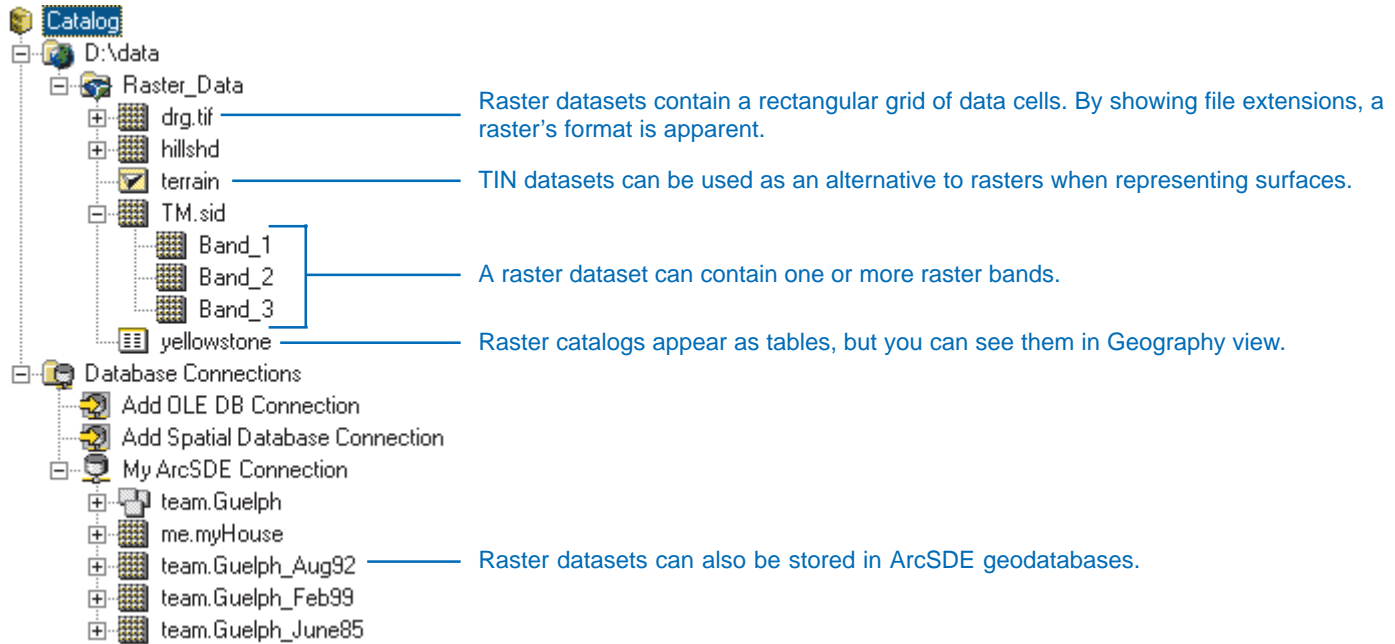 Catalog
D:\data
Raster_Data
drg.tif
Raster datasets contain a rectangular grid of data cells. By showing file extensions, a
raster's format is apparent.
hillshd
terrain
TIN datasets can be used as an alternative to rasters when representing surfaces.
TM.sid
Band_1
Band_2
A raster dataset can contain one or more raster bands.
Band_3
yellowstone
Raster catalogs appear as tables, but you can see them in Geography view.
Database Connections
Add OLE DB Connection
Add Spatial Database Connection
My ArcSDE Connection
team.Guelph
me.myHouse
team.Guelph_Aug92
Raster datasets can also be stored in ArcSDE geodatabases.
team.Guelph_Feb99
team.Guelph_June85